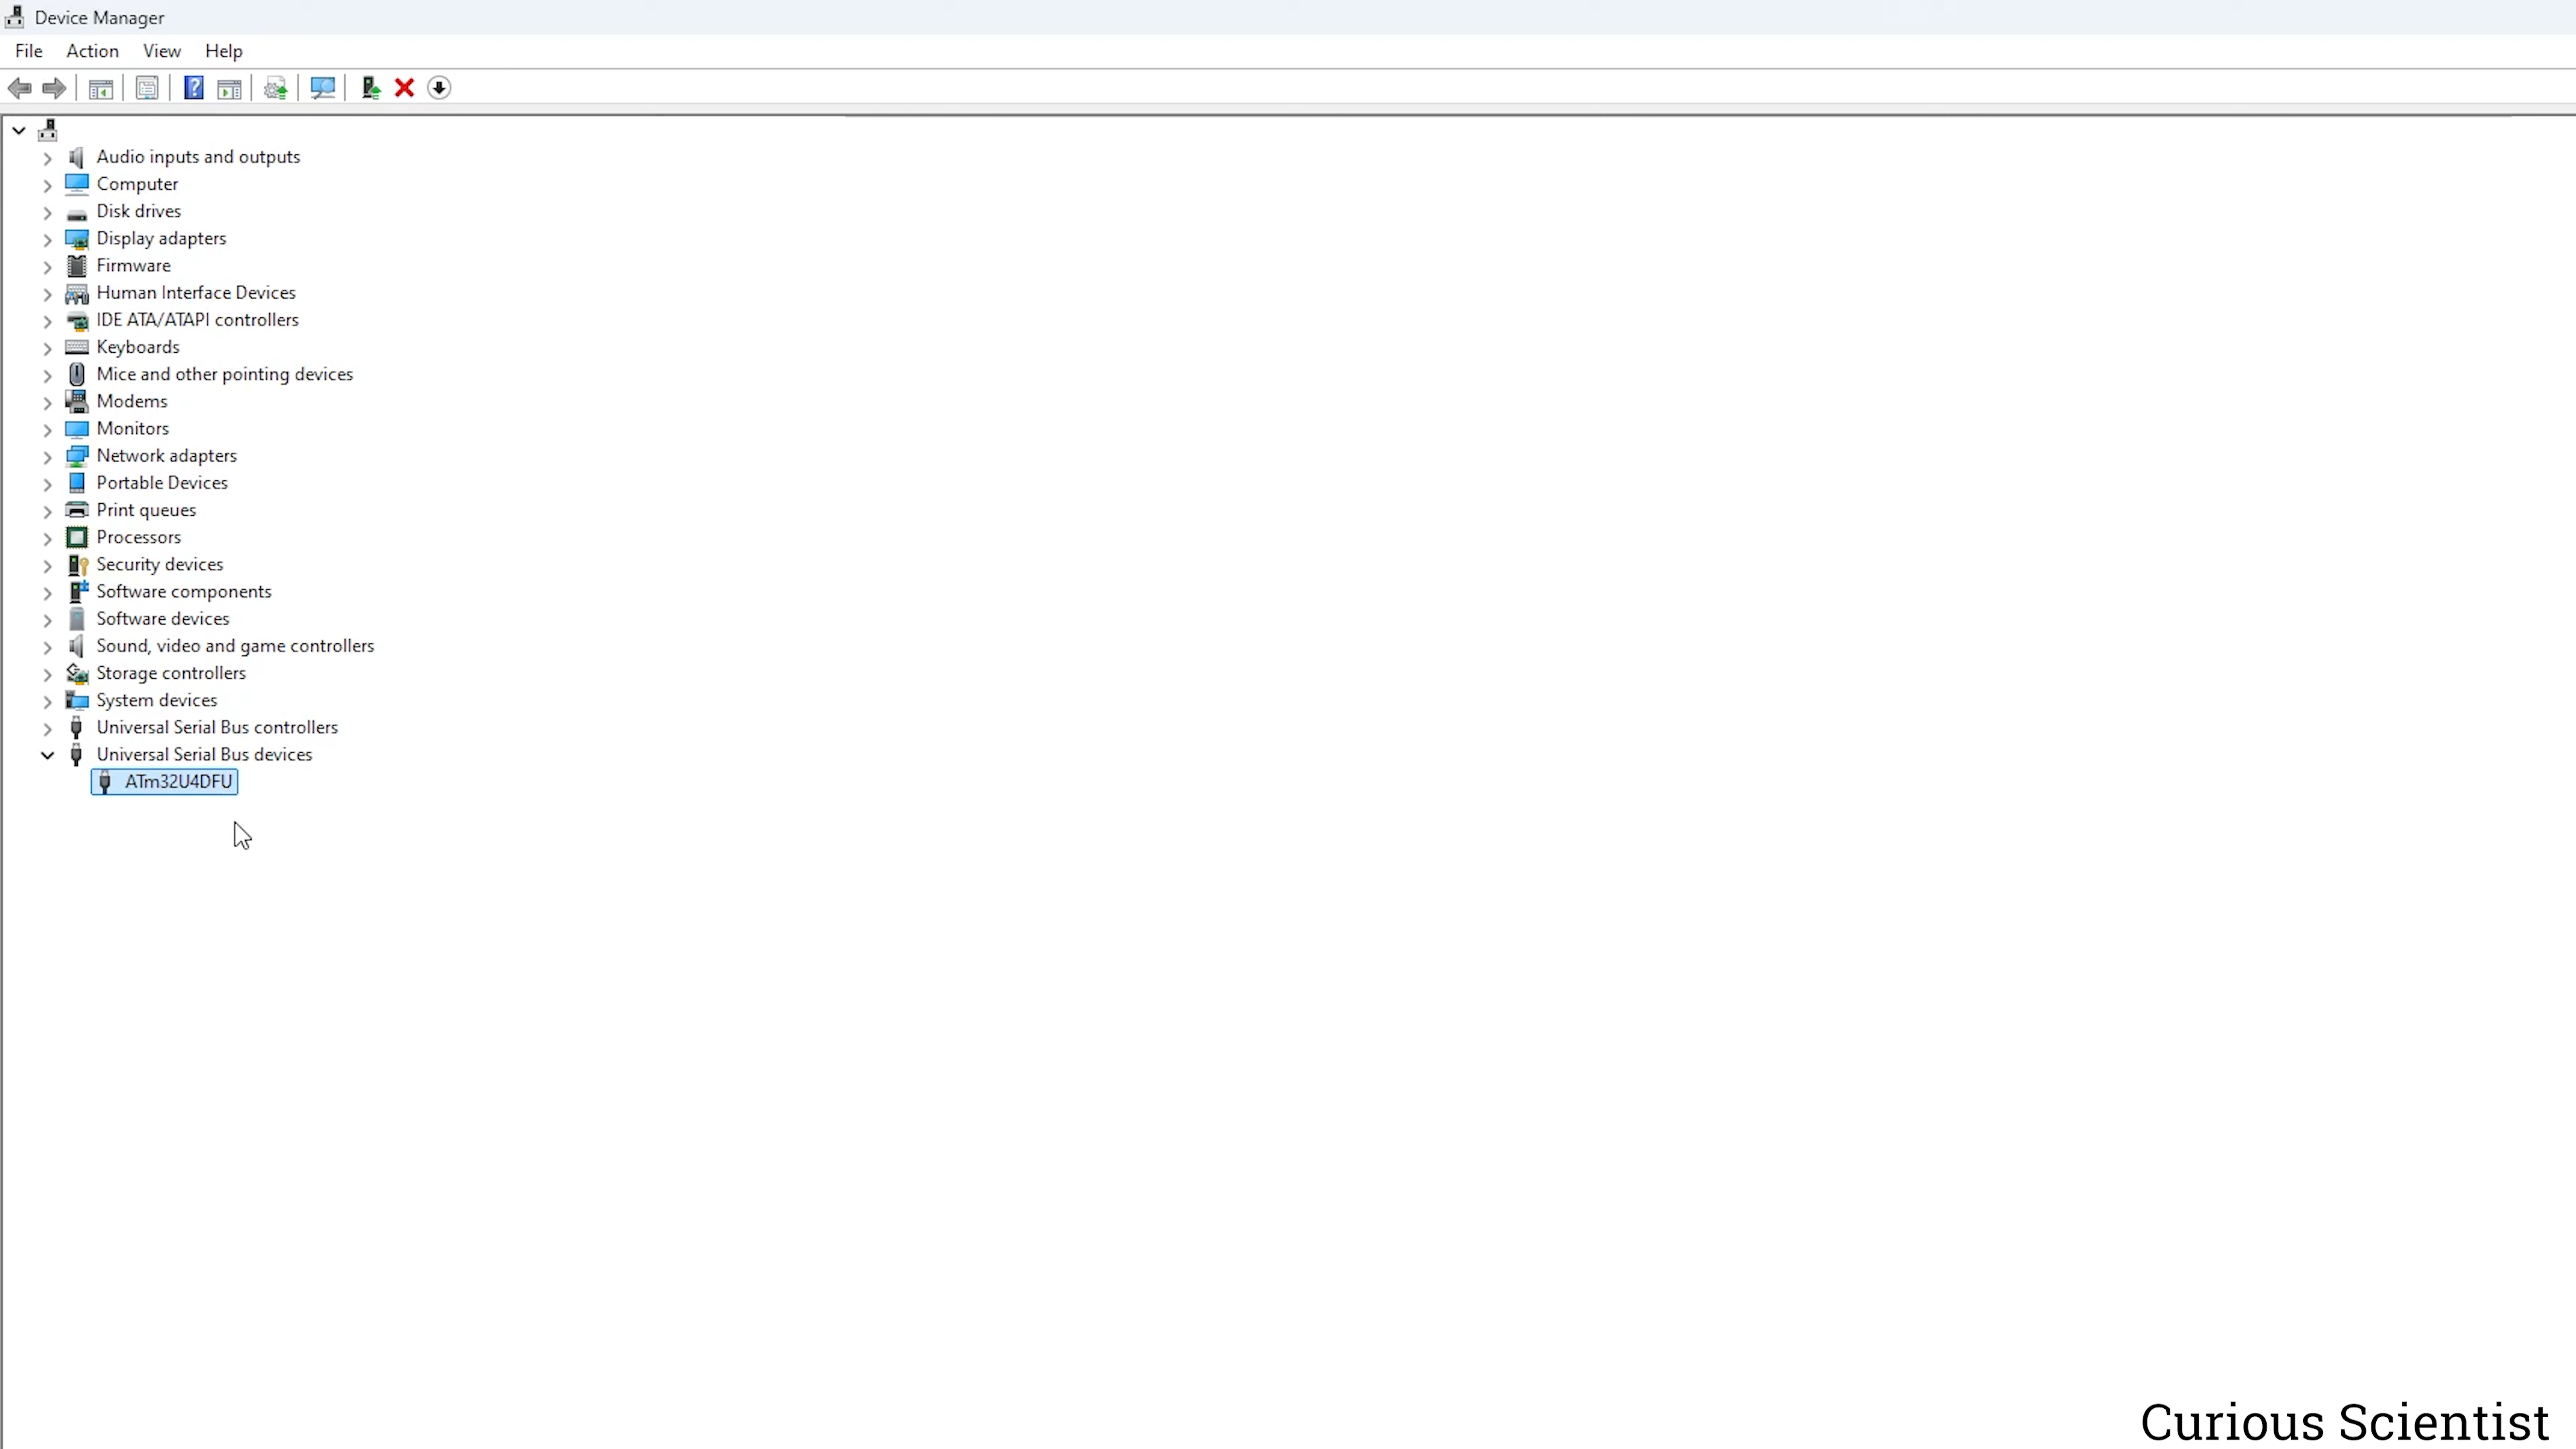 Device Manager
File Action View Help
Audio inputs and outputs
Computer
Disk drives
Display adapters
Firmware
Human Interface Devices
IDE ATA/ATAPI controllers
Keyboards
Mice and other pointing devices
Modems
Monitors
Network adapters
Portable Devices
Print queues
Processors
Security devices
Software components
Software devices
Sound, video and game controllers
Storage controllers
System devices
Universal Serial Bus controllers
Universal Serial Bus devices
ATm32U4DFU
Curious Scientist